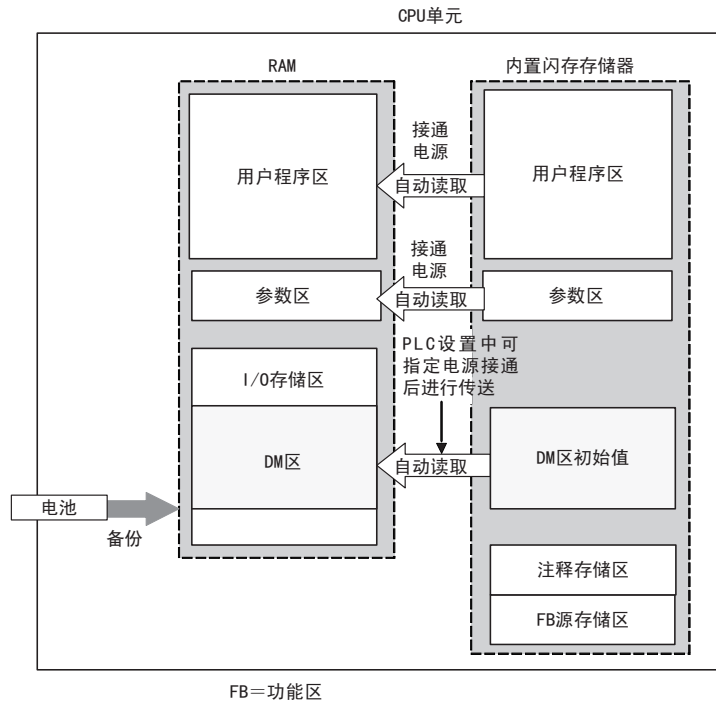 CPU单元
RAM
内置闪存存储器
接通
电源
用户程序区
自动读取
用户程序区
接通
电源
参数区
自动读取
参数区
PLC设置中可
指定电源接通
后进行传送
I/O存储区
DM区
自动读取
DM区初始值
电池
备份
注释存储区
FB源存储区
FB＝功能区